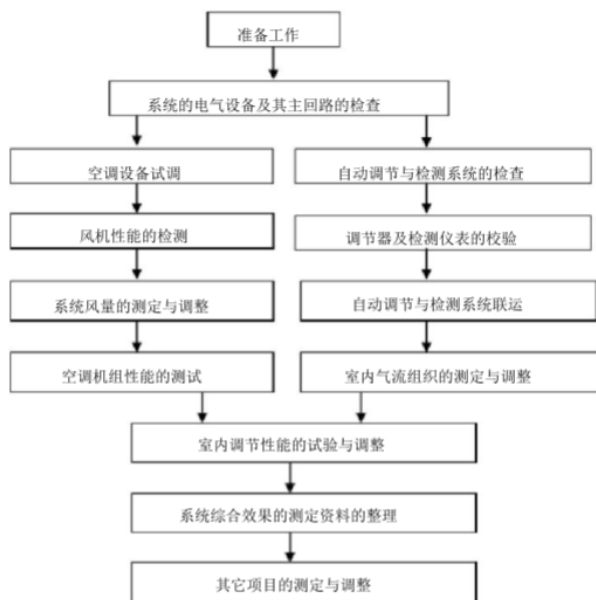 准备工作
系统的电气设备及其主回路的检查
空调设备试调
自动调节与检测系统的检查
风机性能的检测
调节器及检测仪表的校验
系统风量的测定与调整
自动调节与检测系统联运
空调机组性能的测试
室内气流组织的测定与调整
室内调节性能的试验与调整
系统综合效果的测定资料的整理
其它项目的测定与调整